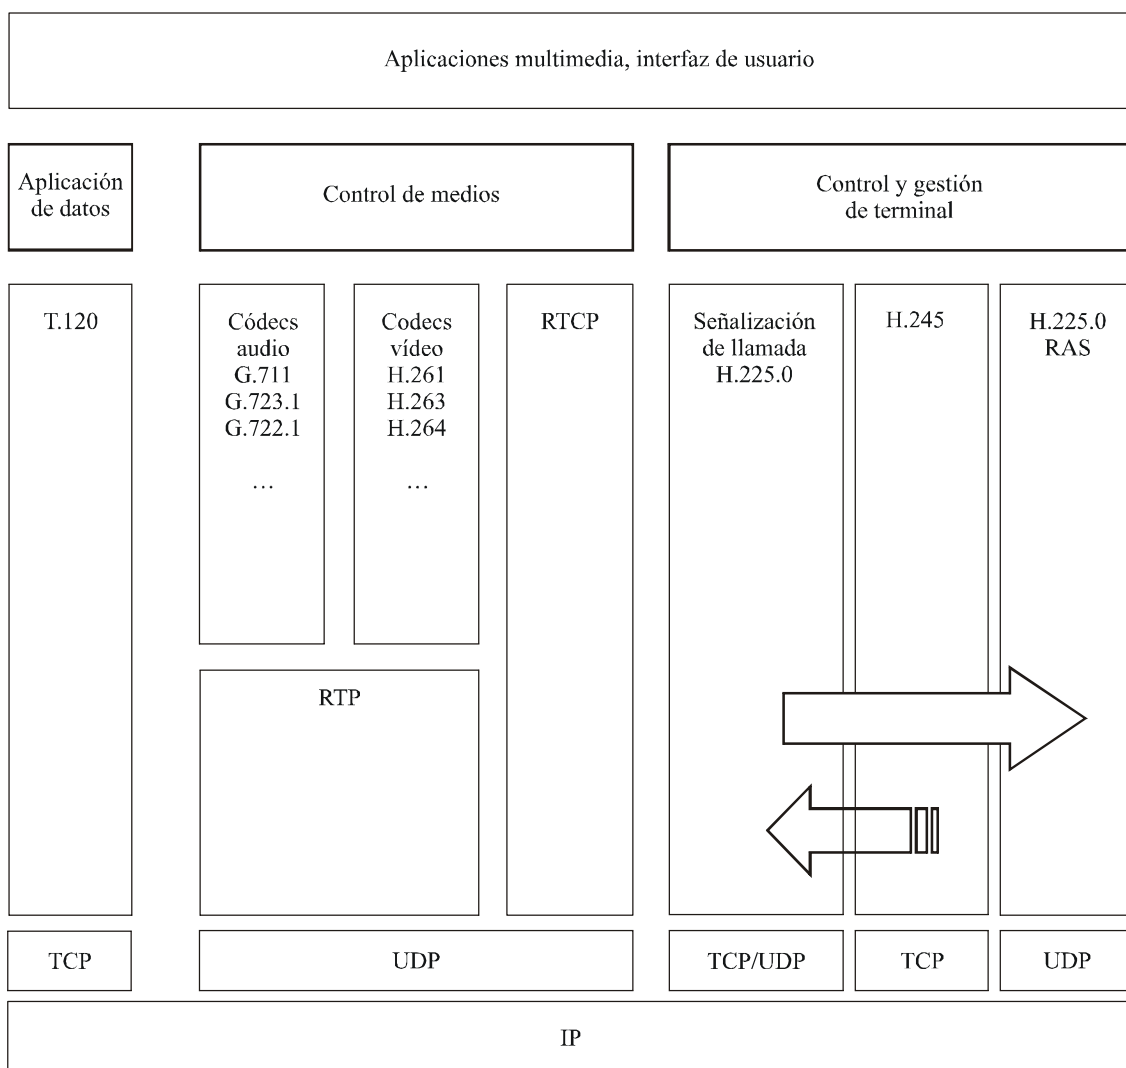 Aplicaciones multimedia, interfaz de usuario
Aplicación
de datos
Control de medios
Control y gestión
de terminal
T.120
Códecs
audio
G.711
G.723.1
G.722.1
…
Codecs
vídeo
H.261
H.263
H.264
…
RTCP
Señalización
de llamada
H.225.0
H.245
H.225.0
RAS
RTP
TCP
UDP
TCP/UDP
TCP
UDP
IP